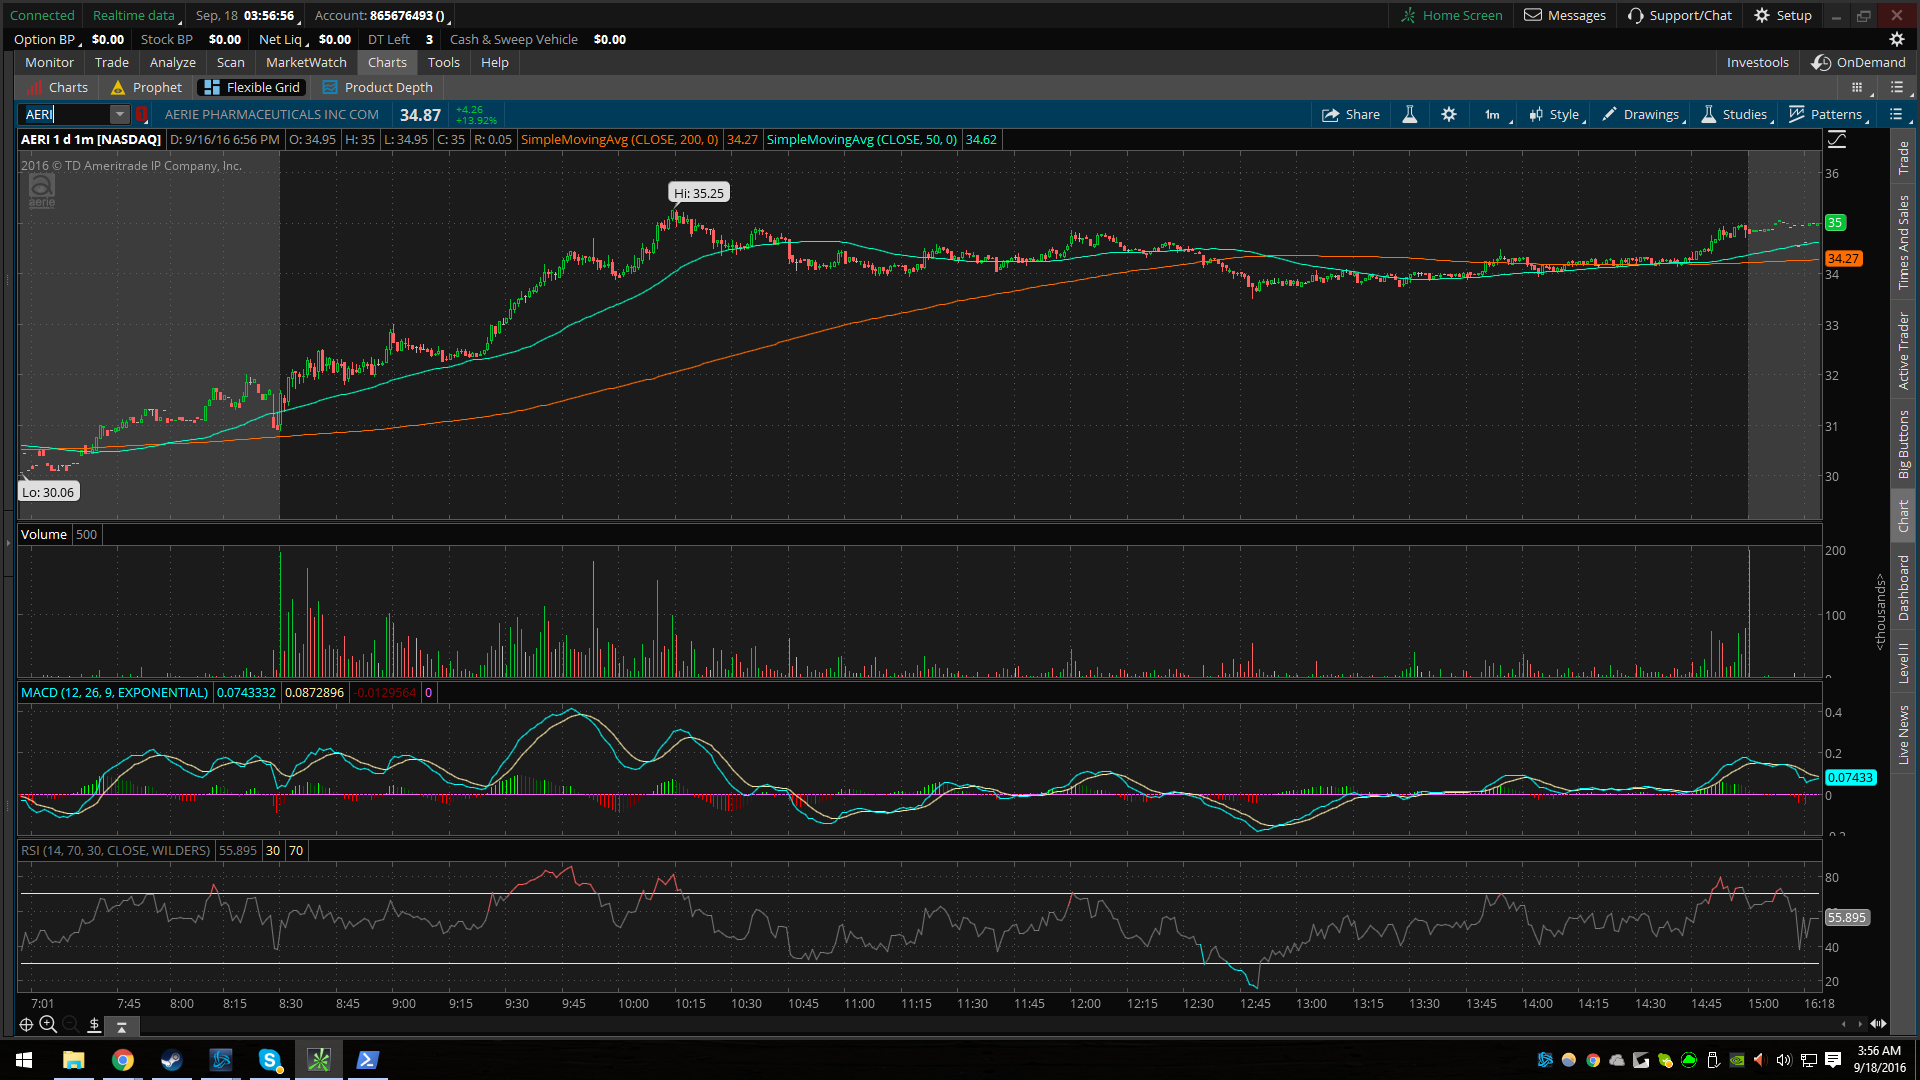 Connected Realtime data Sep, 18 03:56:56 Account: 865676493 () Home Screen Messages Support/Chat Setup
Option BP $0.00 Stock BP $0.00 Net Liq $0.00 DT Left 3 Cash & Sweep Vehicle $0.00
Monitor Trade Analyze Scan MarketWatch Charts Tools Help Investools OnDemand
Charts Prophet Flexible Grid Product Depth
AERI AERIE PHARMACEUTICALS INC COM 34.87 +4.26 +13.92% Share 1m Style Drawings Studies Patterns
AERI 1 d 1m [NASDAQ] D: 9/16/16 6:56 PM O: 34.95 H: 35 L: 34.95 C: 35 R: 0.05 SimpleMovingAvg (CLOSE, 200, 0) 34.27 SimpleMovingAvg (CLOSE, 50, 0) 34.62
2016 © TD Ameritrade IP Company, Inc.
aerie
Hi: 35.25
Lo: 30.06
36
35
34.27
34
33
32
31
30
Volume 500
200
100
<thousands>
MACD (12, 26, 9, EXPONENTIAL) 0.0743332 0.0872896 -0.0129564 0
0.4
0.2
0.07433
0
RSI (14, 70, 30, CLOSE, WILDERS) 55.895 30 70
80
55.895
40
20
7:01 7:45 8:00 8:15 8:30 8:45 9:00 9:15 9:30 9:45 10:00 10:15 10:30 10:45 11:00 11:15 11:30 11:45 12:00 12:15 12:30 12:45 13:00 13:15 13:30 13:45 14:00 14:15 14:30 14:45 15:00 16:18
Trade
Times And Sales
Active Trader
Big Buttons
Chart
Dashboard
Level II
Live News
3:56 AM
9/18/2016